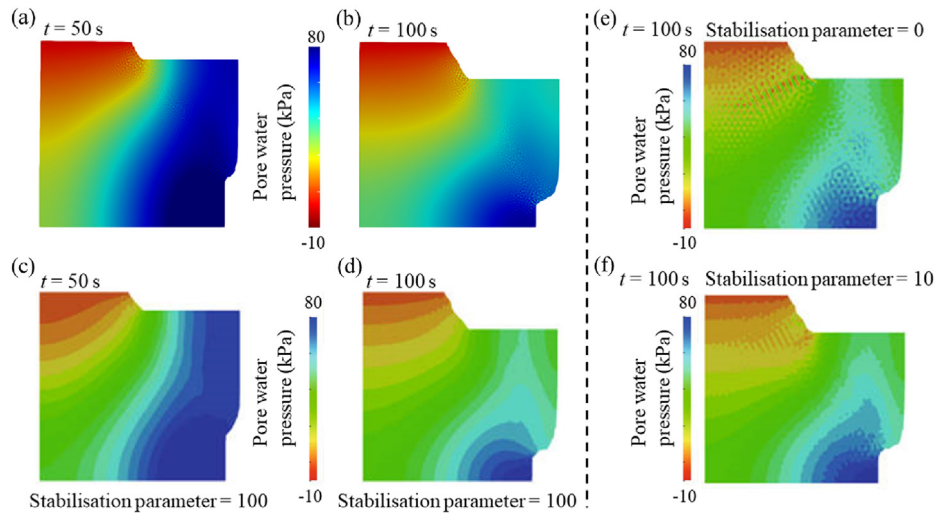 (a)
t = 50 s
80
Pore water
pressure (kPa)
-10
(b)
t = 100 s
(e)
t = 100 s
Stabilisation parameter = 0
80
Pore water
pressure (kPa)
-10
(c)
t = 50 s
80
Pore water
pressure (kPa)
-10
Stabilisation parameter = 100
(d)
t = 100 s
Stabilisation parameter = 100
(f)
t = 100 s
Stabilisation parameter = 10
80
Pore water
pressure (kPa)
-10